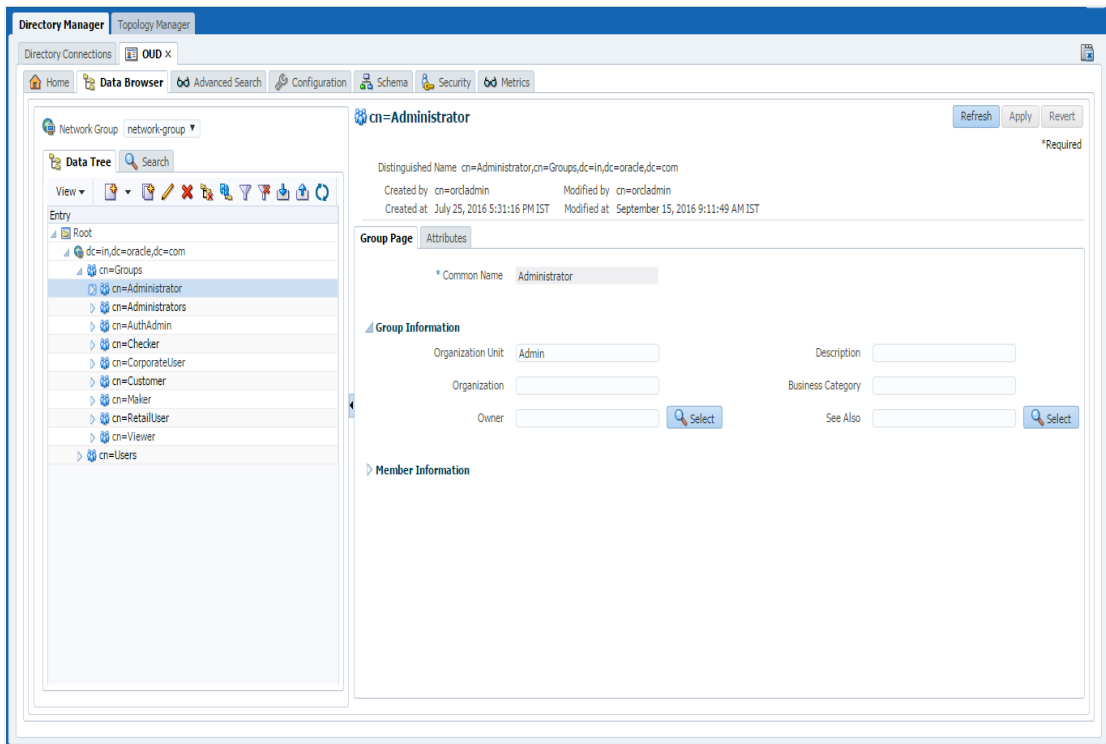 Directory Manager Topology Manager
Directory Connections OUD ×
Home Data Browser Advanced Search Configuration Schema Security Metrics
Network Group network-group
Data Tree Search
View
Entry
Root
dc=in,dc=oracle,dc=com
cn=Groups
cn=Administrator
cn=Administrators
cn=AuthAdmin
cn=Checker
cn=CorporateUser
cn=Customer
cn=Maker
cn=RetailUser
cn=Viewer
cn=Users
cn=Administrator
Refresh Apply Revert
*Required
Distinguished Name cn=Administrator,cn=Groups,dc=in,dc=oracle,dc=com
Created by cn=orcladmin Modified by cn=orcladmin
Created at July 25, 2016 5:31:16 PM IST Modified at September 15, 2016 9:11:49 AM IST
Group Page Attributes
* Common Name Administrator
Group Information
Organization Unit Admin Description
Organization Business Category
Owner Select See Also Select
Member Information